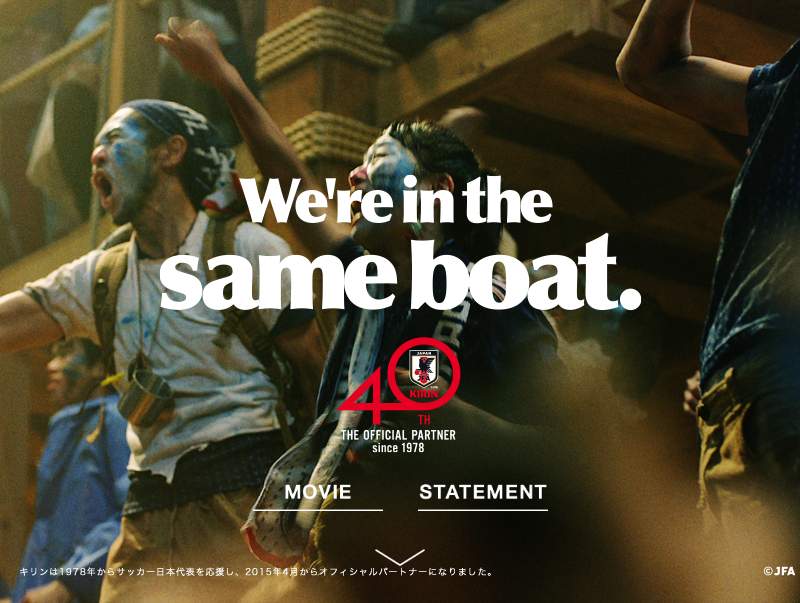 We're in the
same boat.
JAPAN
JFA
KIRIN
40
TH
THE OFFICIAL PARTNER
since 1978
MOVIE
STATEMENT
キリンは1978年からサッカー日本代表を応援し、2015年4月からオフィシャルパートナーになりました。
©JFA